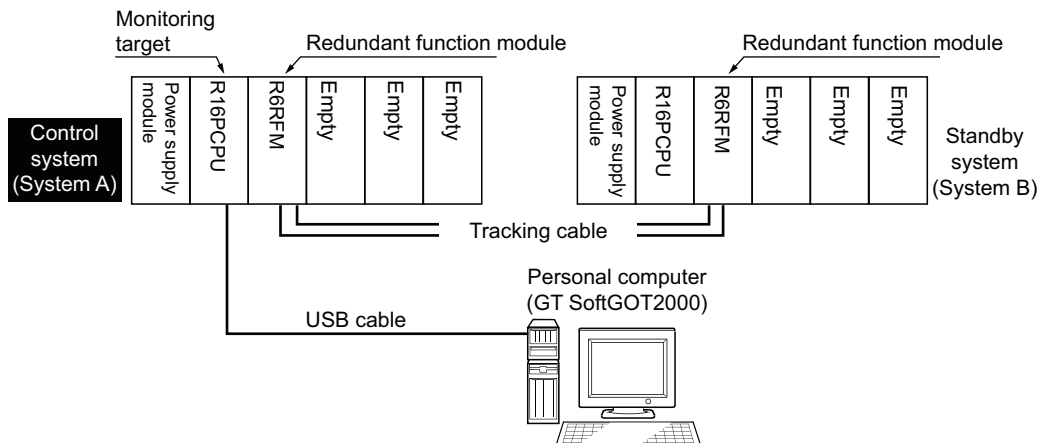 Monitoring
target
Redundant function module
Redundant function module
Power supply
module
R16PCPU
R6RFM
Empty
Empty
Empty
Power supply
module
R16PCPU
R6RFM
Empty
Empty
Empty
Control
system
(System A)
Standby
system
(System B)
Tracking cable
Personal computer
(GT SoftGOT2000)
USB cable